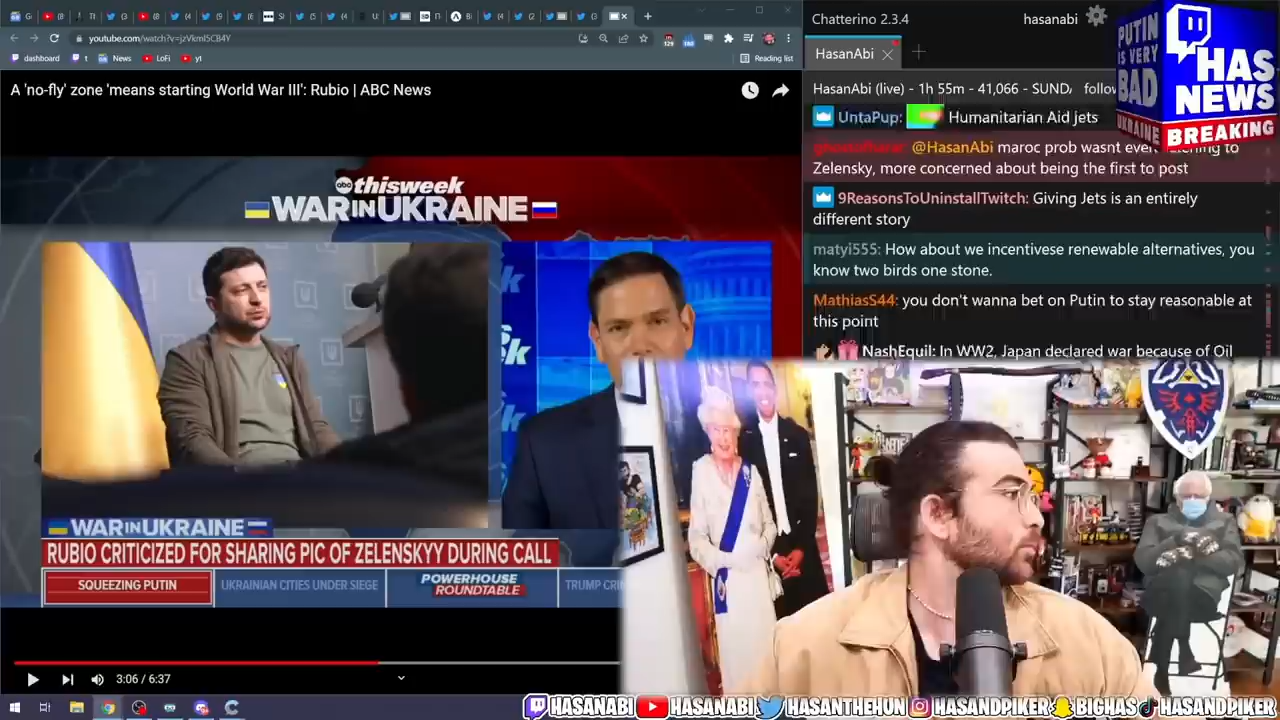 youtube.com/watch?v=jzVkmI5CB4Y
dashboard
t
News
LoFi
yt
Reading list
A 'no-fly' zone 'means starting World War III': Rubio | ABC News
abc thisweek
WAR IN UKRAINE
WAR IN UKRAINE
RUBIO CRITICIZED FOR SHARING PIC OF ZELENSKYY DURING CALL
SQUEEZING PUTIN
UKRAINIAN CITIES UNDER SIEGE
POWERHOUSE
ROUNDTABLE
3:06 / 6:37
Chatterino 2.3.4
hasanabi
HasanAbi
HasanAbi (live) - 1h 55m - 41,066 - SUND
UntaPup: Humanitarian Aid jets
@HasanAbi maroc prob wasnt
to
Zelensky, more concerned about being the first to post
9ReasonsToUninstallTwitch: Giving Jets is an entirely
different story
matyi555: How about we incentivese renewable alternatives, you
know two birds one stone.
MathiasS44: you don't wanna bet on Putin to stay reasonable at
this point
NashEquil: In WW2, Japan declared war because of Oil
PUTIN
IS VERY
BAD
UKRAINE
HAS
NEWS
BREAKING
HASANABI
HASANABI
HASANTHEHUN
HASANDPIKER
BIGHAS
HASANDPIKER